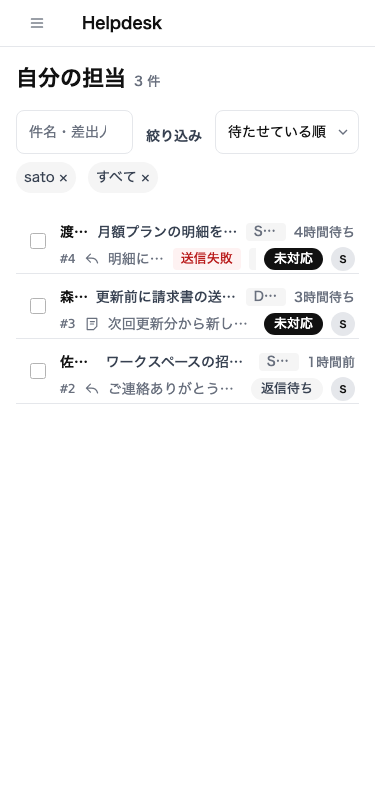 Helpdesk
自分の担当 3 件
件名・差出人 絞り込み 待たせている順
sato × すべて ×
渡… 月額プランの明細を… S… 4時間待ち
#4 明細に… 送信失敗 未対応 s
森… 更新前に請求書の送… D… 3時間待ち
#3 次回更新分から新し… 未対応 s
佐… ワークスペースの招… S… 1時間前
#2 ご連絡ありがとう… 返信待ち s